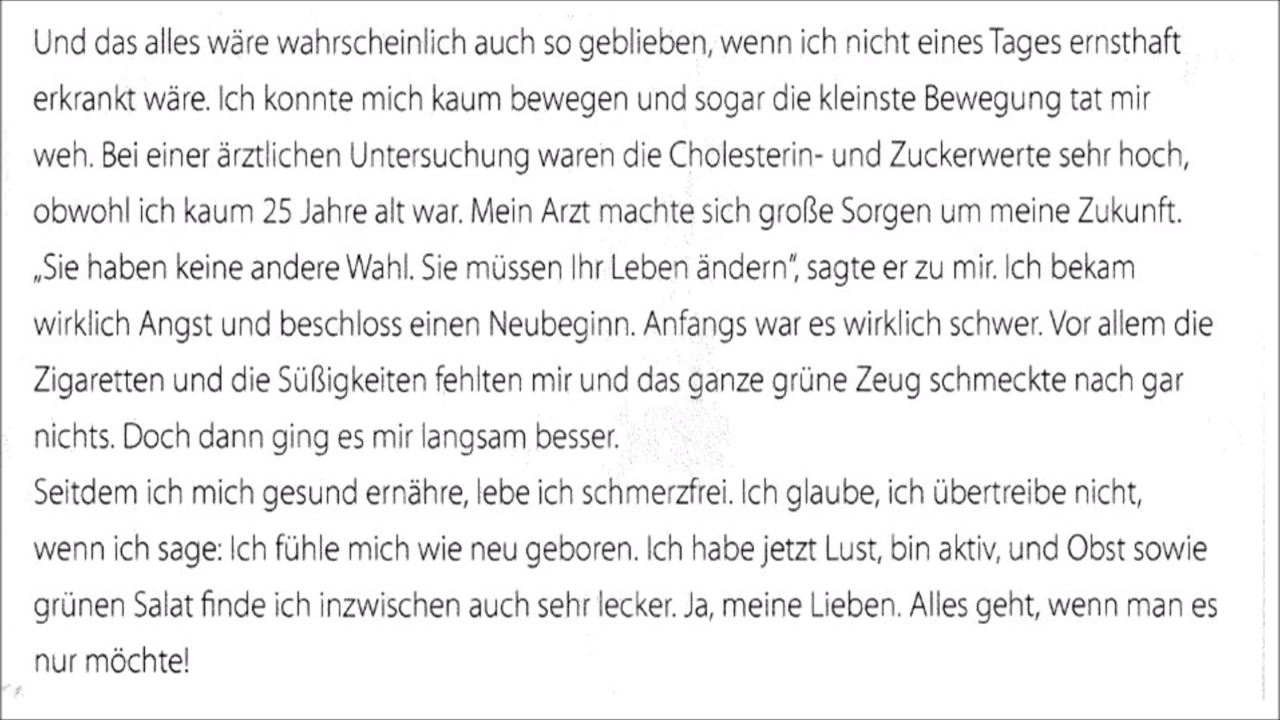 Und das alles wäre wahrscheinlich auch so geblieben, wenn ich nicht eines Tages ernsthaft
erkrankt wäre. Ich konnte mich kaum bewegen und sogar die kleinste Bewegung tat mir
weh. Bei einer ärztlichen Untersuchung waren die Cholesterin- und Zuckerwerte sehr hoch,
obwohl ich kaum 25 Jahre alt war. Mein Arzt machte sich große Sorgen um meine Zukunft.
„Sie haben keine andere Wahl. Sie müssen Ihr Leben ändern“, sagte er zu mir. Ich bekam
wirklich Angst und beschloss einen Neubeginn. Anfangs war es wirklich schwer. Vor allem die
Zigaretten und die Süßigkeiten fehlten mir und das ganze grüne Zeug schmeckte nach gar
nichts. Doch dann ging es mir langsam besser.
Seitdem ich mich gesund ernähre, lebe ich schmerzfrei. Ich glaube, ich übertreibe nicht,
wenn ich sage: Ich fühle mich wie neu geboren. Ich habe jetzt Lust, bin aktiv, und Obst sowie
grünen Salat finde ich inzwischen auch sehr lecker. Ja, meine Lieben. Alles geht, wenn man es
nur möchte!